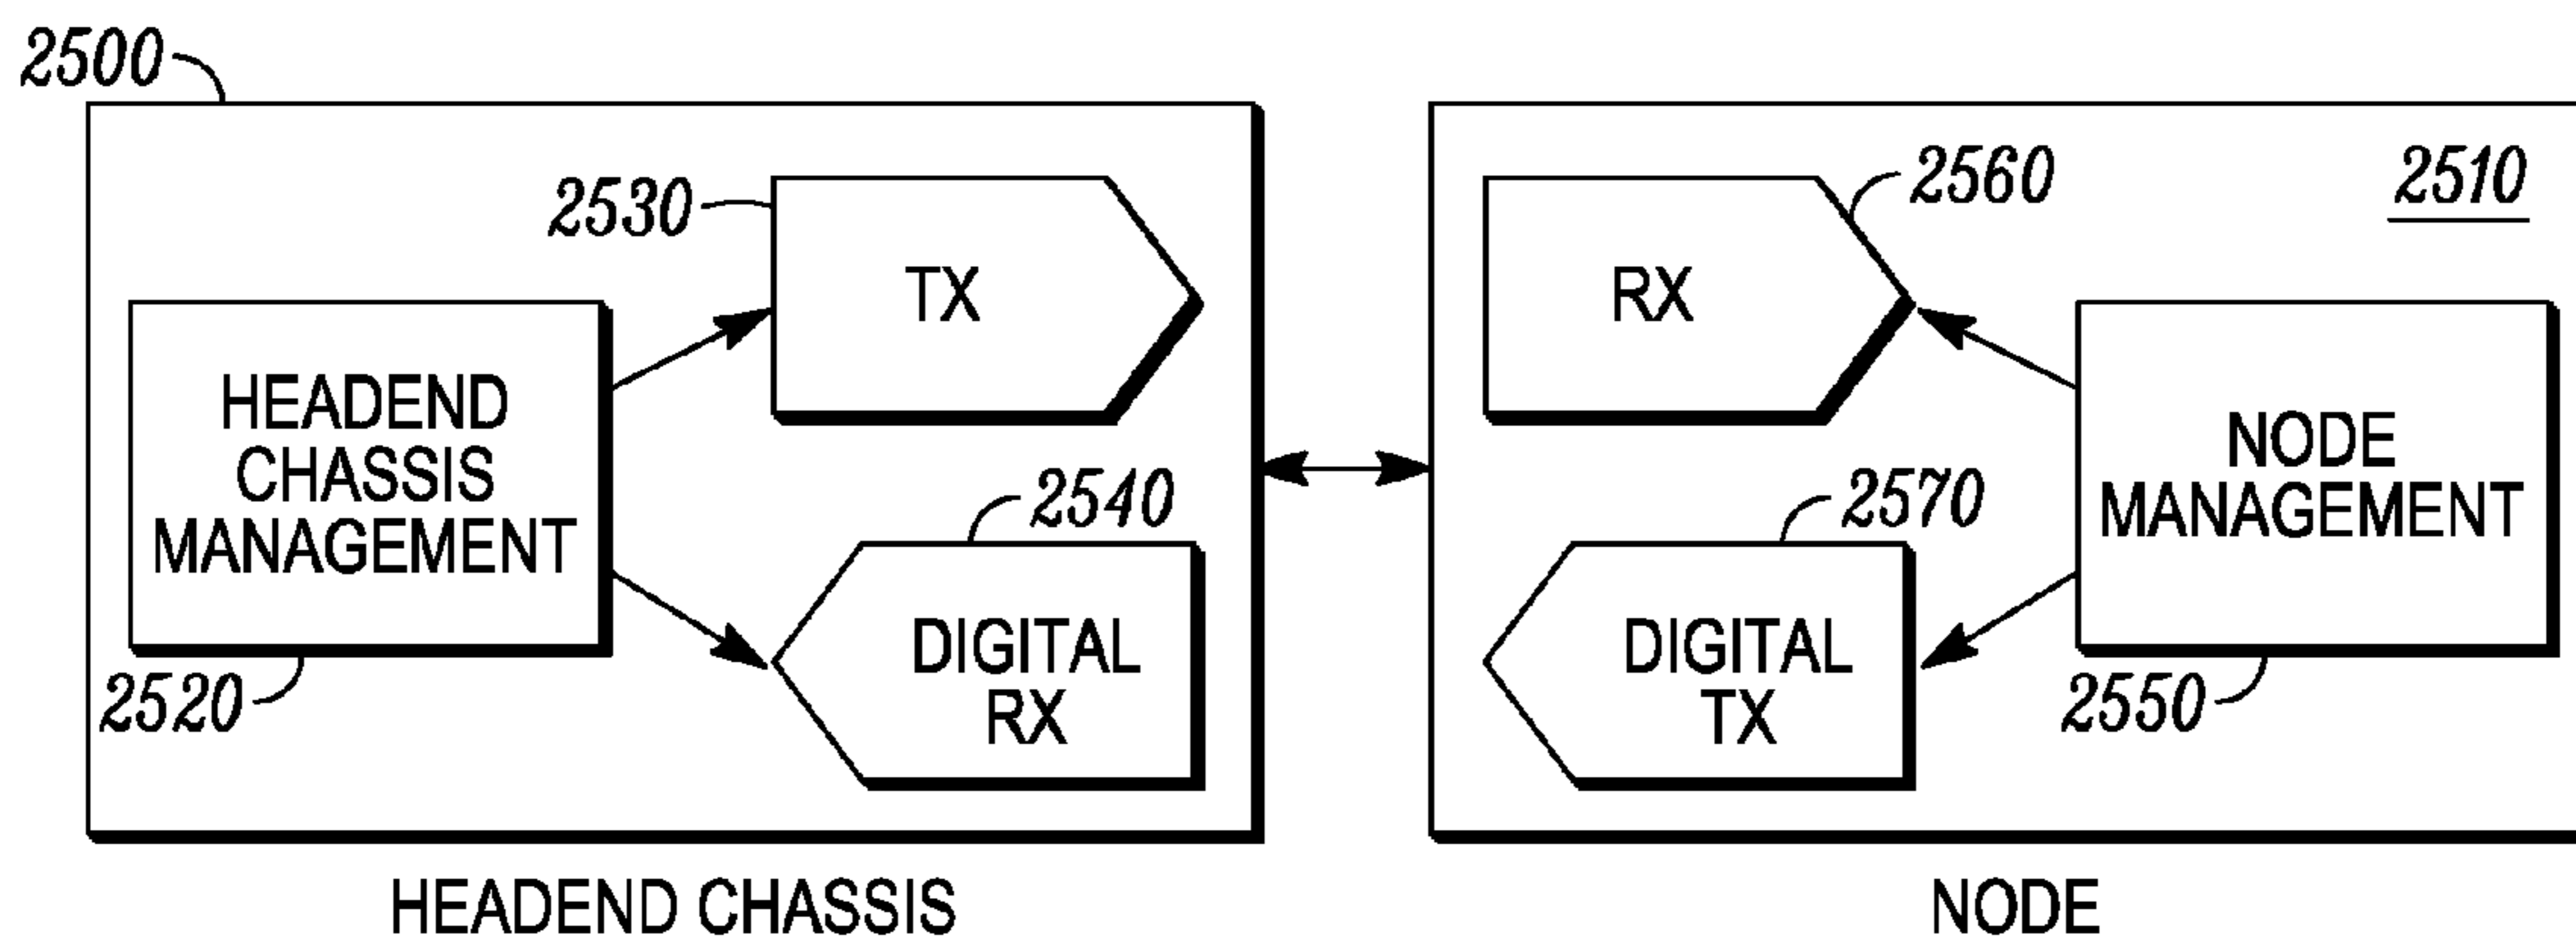 2500
2530
TX
2560
RX
2510
HEADEND
CHASSIS
MANAGEMENT
2520
2540
DIGITAL
RX
2570
DIGITAL
TX
NODE
MANAGEMENT
2550
HEADEND CHASSIS
NODE